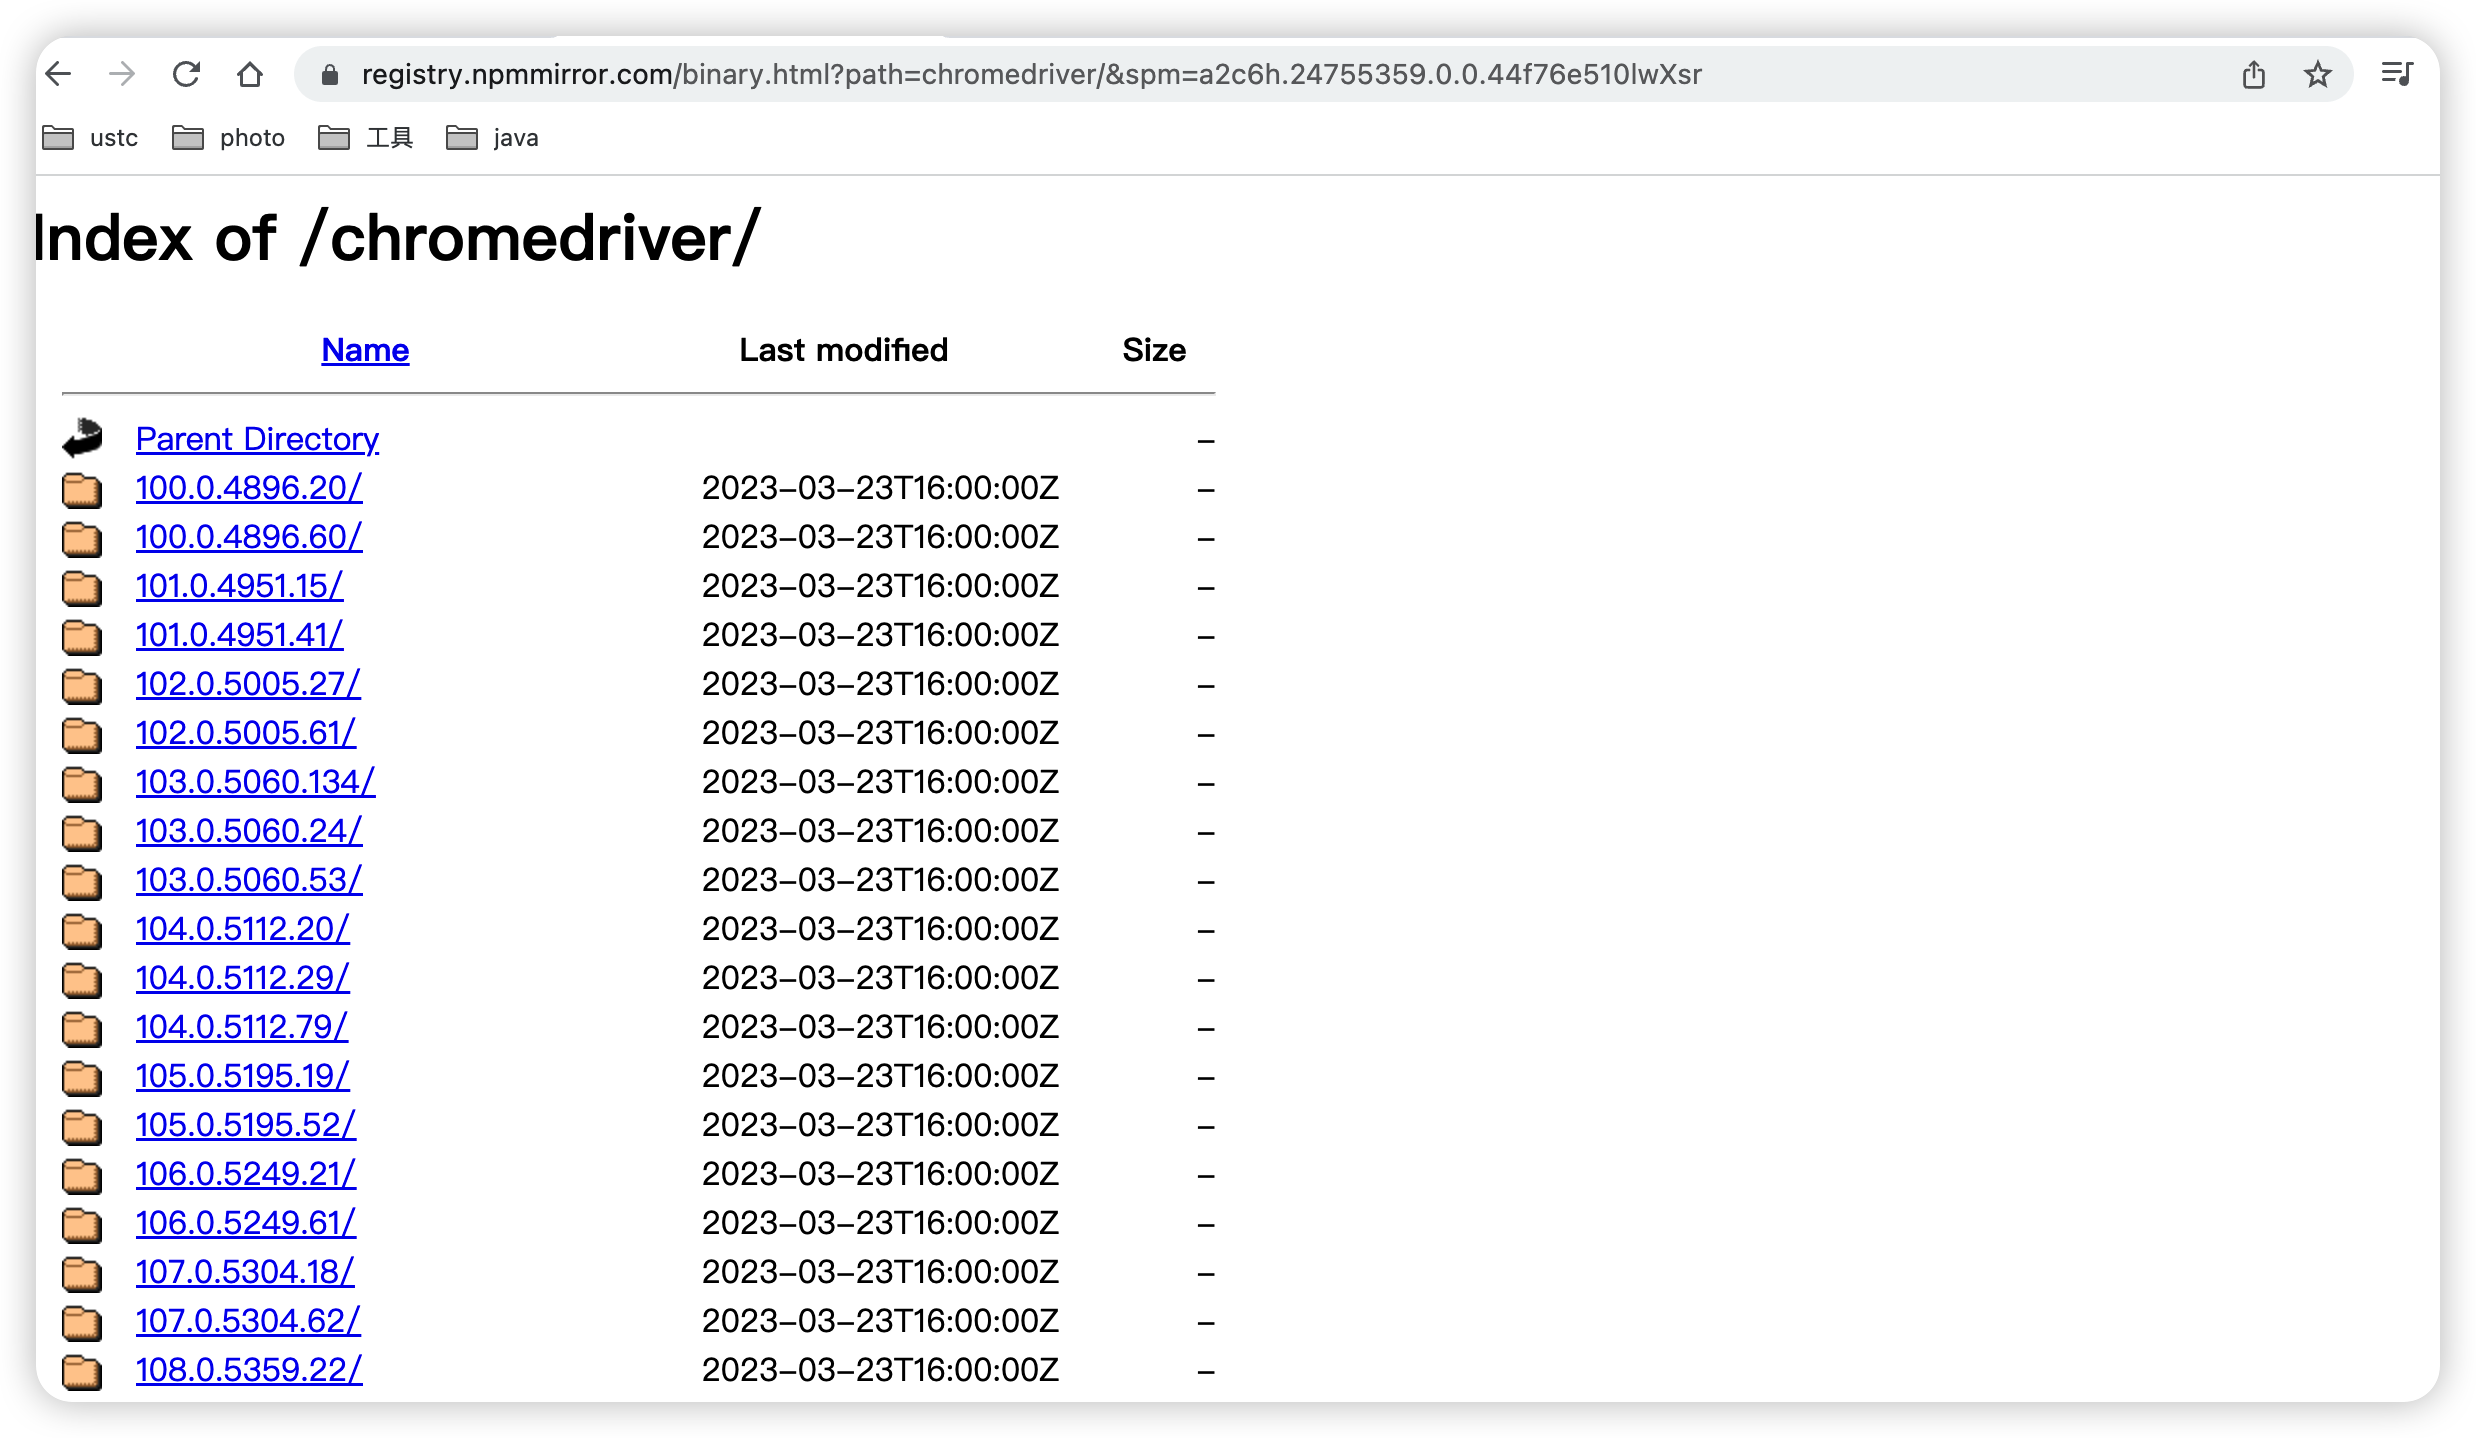 registry.npmmirror.com/binary.html?path=chromedriver/&spm=a2c6h.24755359.0.0.44f76e510lwXsr
ustc photo 工具 java
Index of /chromedriver/
Name Last modified Size
Parent Directory –
100.0.4896.20/ 2023–03–23T16:00:00Z –
100.0.4896.60/ 2023–03–23T16:00:00Z –
101.0.4951.15/ 2023–03–23T16:00:00Z –
101.0.4951.41/ 2023–03–23T16:00:00Z –
102.0.5005.27/ 2023–03–23T16:00:00Z –
102.0.5005.61/ 2023–03–23T16:00:00Z –
103.0.5060.134/ 2023–03–23T16:00:00Z –
103.0.5060.24/ 2023–03–23T16:00:00Z –
103.0.5060.53/ 2023–03–23T16:00:00Z –
104.0.5112.20/ 2023–03–23T16:00:00Z –
104.0.5112.29/ 2023–03–23T16:00:00Z –
104.0.5112.79/ 2023–03–23T16:00:00Z –
105.0.5195.19/ 2023–03–23T16:00:00Z –
105.0.5195.52/ 2023–03–23T16:00:00Z –
106.0.5249.21/ 2023–03–23T16:00:00Z –
106.0.5249.61/ 2023–03–23T16:00:00Z –
107.0.5304.18/ 2023–03–23T16:00:00Z –
107.0.5304.62/ 2023–03–23T16:00:00Z –
108.0.5359.22/ 2023–03–23T16:00:00Z –